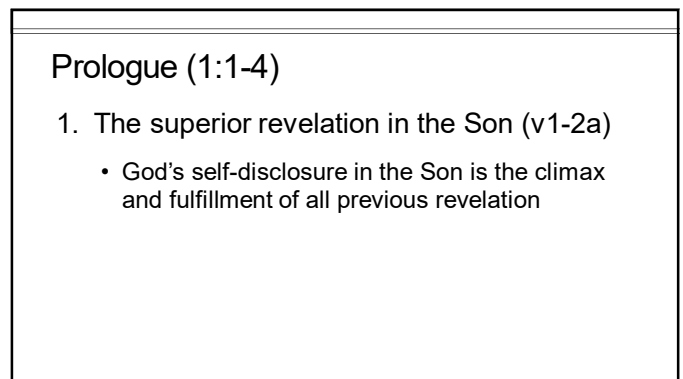 Prologue (1:1-4)
1. The superior revelation in the Son (v1-2a)
• God’s self-disclosure in the Son is the climax
and fulfillment of all previous revelation